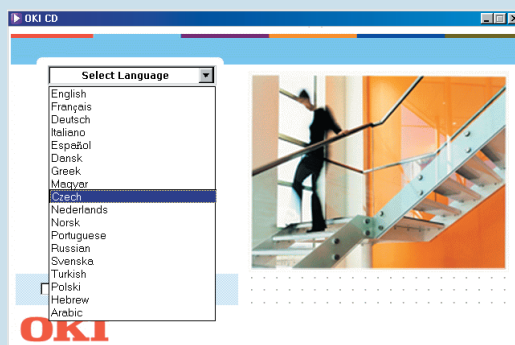 OKI CD
Select Language
English
Français
Deutsch
Italiano
Español
Dansk
Greek
Magyar
Czech
Nederlands
Norsk
Portuguese
Russian
Svenska
Turkish
Polski
Hebrew
Arabic
OKI